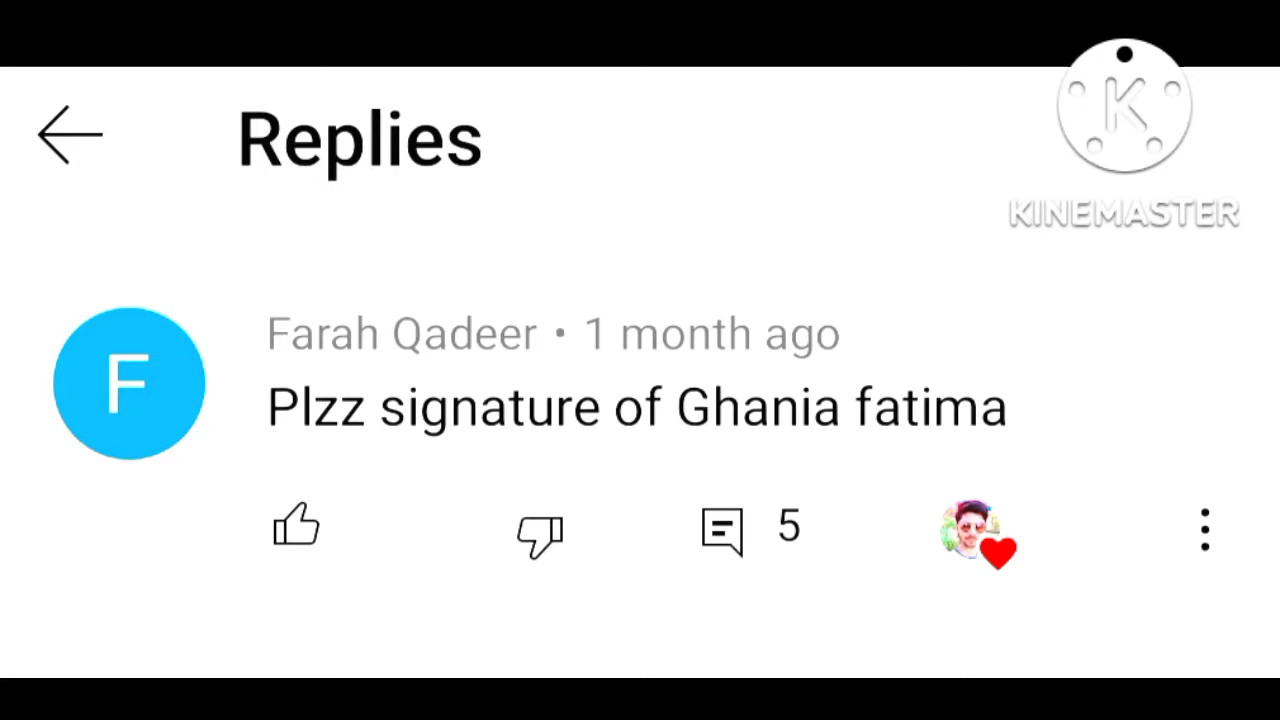 Replies
K
KINEMASTER
F
Farah Qadeer • 1 month ago
Plzz signature of Ghania fatima
5